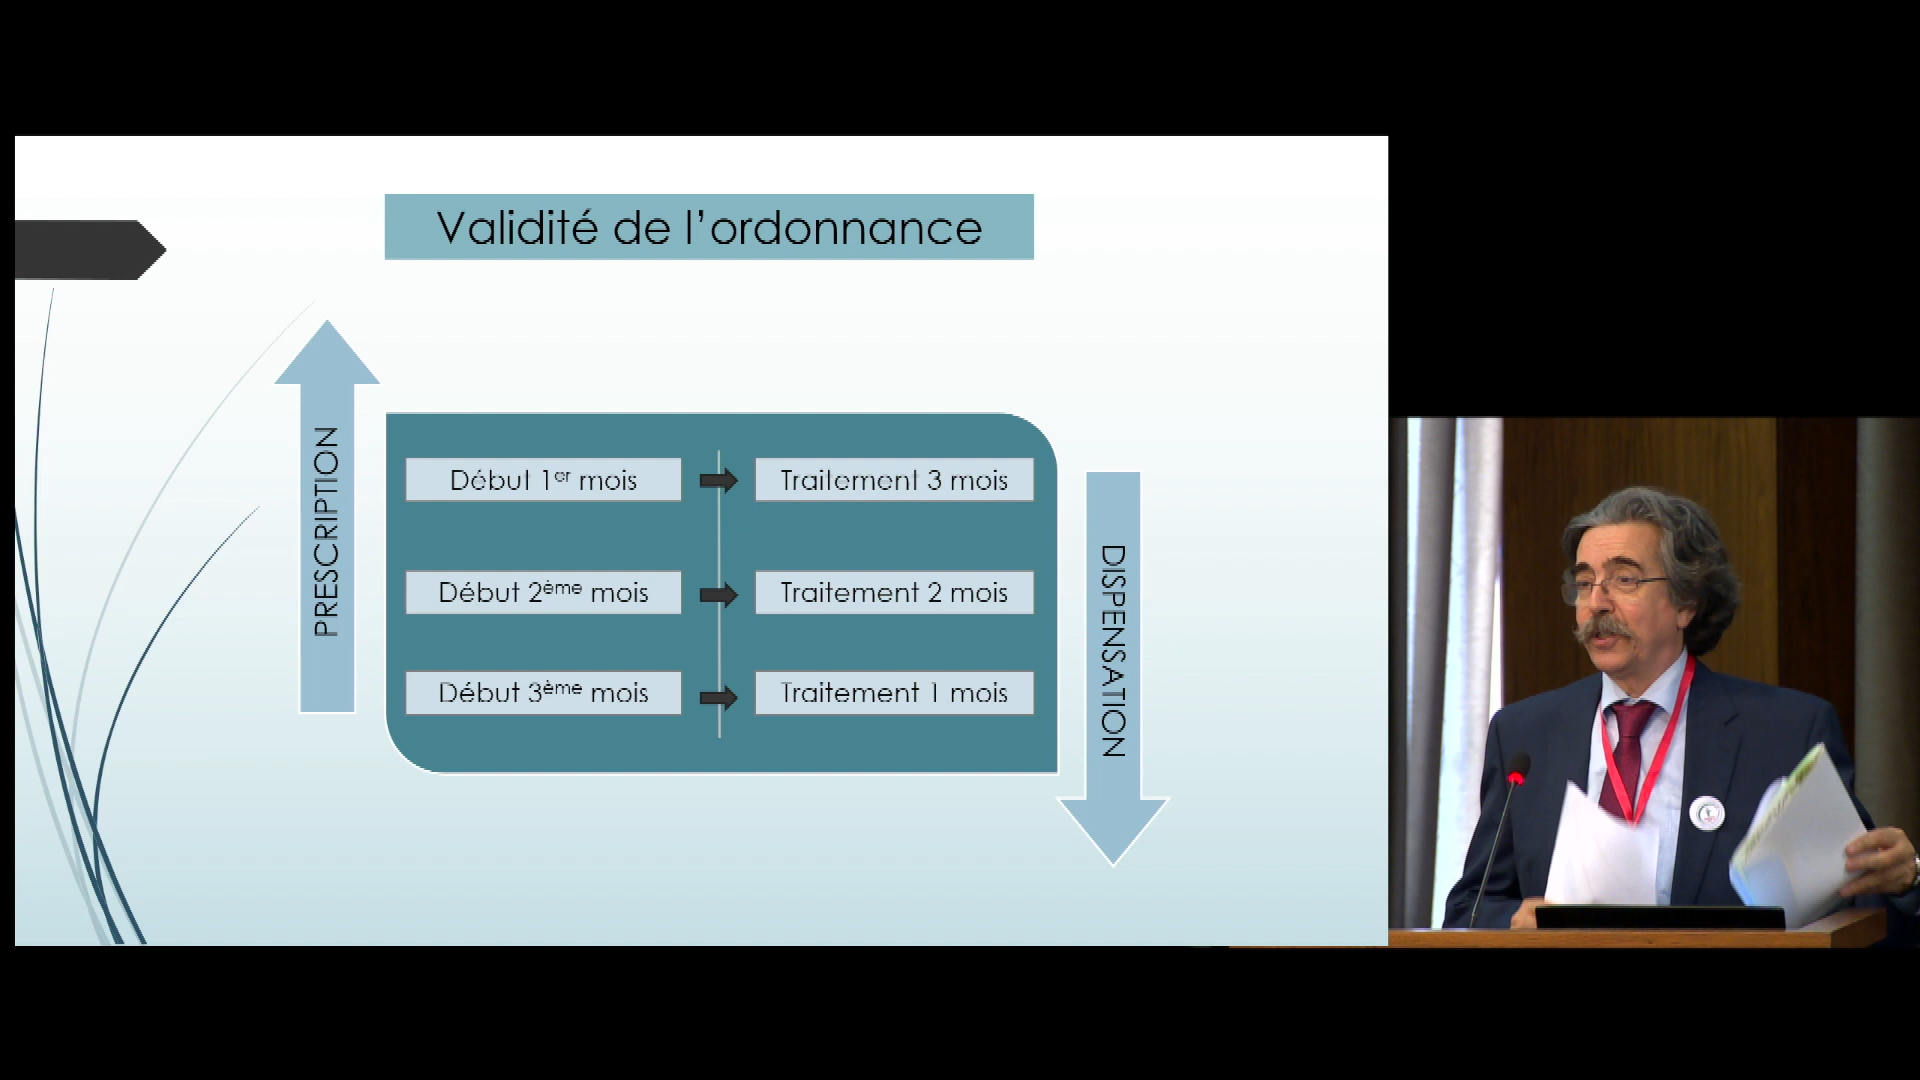 Validité de l'ordonnance
PRESCRIPTION
Début 1er mois
Traitement 3 mois
Début 2ème mois
Traitement 2 mois
Début 3ème mois
Traitement 1 mois
DISPENSATION